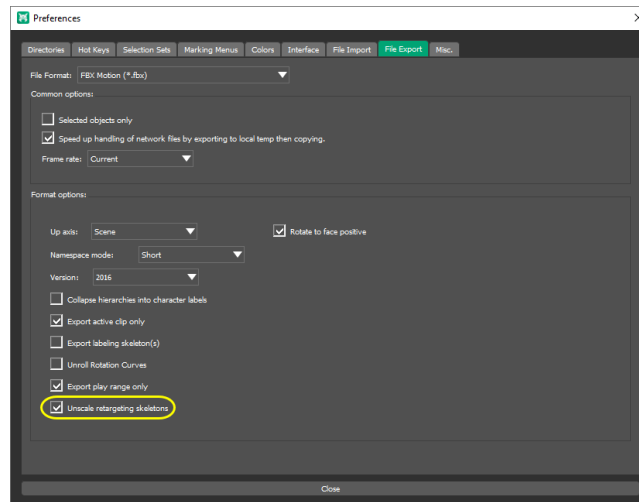 Preferences
Directories Hot Keys Selection Sets Marking Menus Colors Interface File Import File Export Misc.
File Format: FBX Motion (*.fbx)
Common options:
Selected objects only
Speed up handling of network files by exporting to local temp then copying.
Frame rate: Current
Format options:
Up axis: Scene Rotate to face positive
Namespace mode: Short
Version: 2016
Collapse hierarchies into character labels
Export active clip only
Export labeling skeleton(s)
Unroll Rotation Curves
Export play range only
Unscale retargeting skeletons
Close